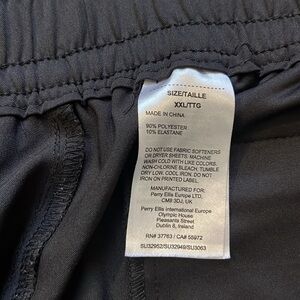 SIZE/TAILLE
XXL/TTG
MADE IN CHINA
90% POLYESTER
10% ELASTANE
DO NOT USE FABRIC SOFTENERS
OR DRYER SHEETS. MACHINE
WASH COLD WITH LIKE COLORS.
NON-CHLORINE BLEACH, TUMBLE
DRY LOW. COOL IRON. DO NOT
IRON ON PRINTED LABEL
MANUFACTURED FOR:
Perry Ellis Europe LTD.
CM9 3DJ, UK
Perry Ellis International Europe
Olympic House
Pleasants Street
Dublin 8, Ireland
RN# 37763 / CA# 55972
SU32952/SU32949/SU3063